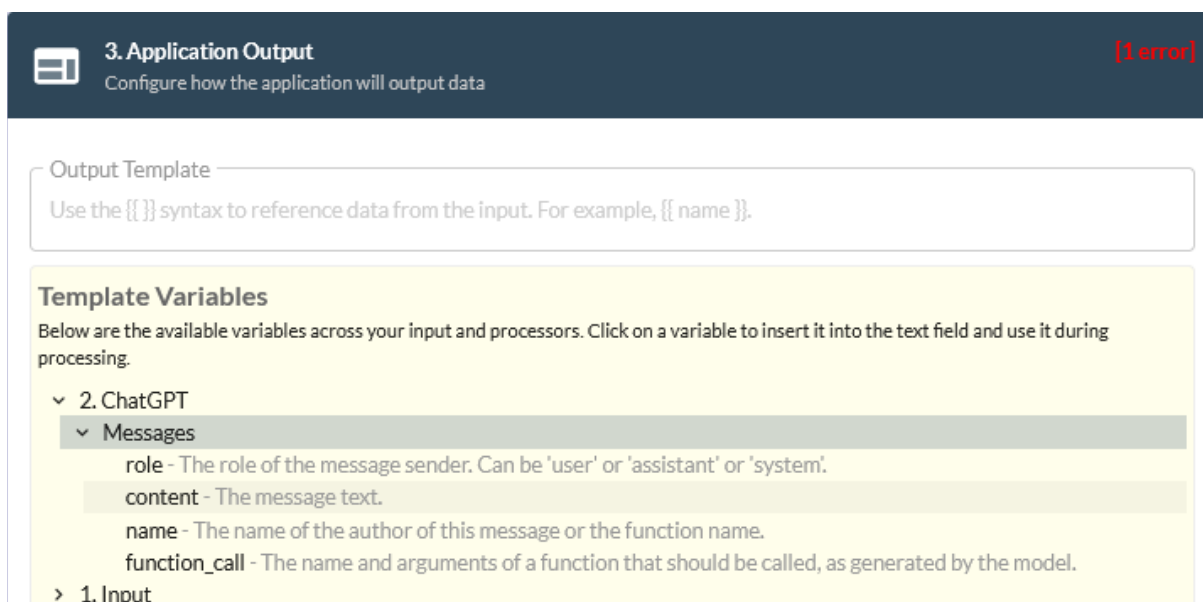 3. Application Output
[1 error]
Configure how the application will output data
Output Template
Use the {{ }} syntax to reference data from the input. For example, {{ name }}.
Template Variables
Below are the available variables across your input and processors. Click on a variable to insert it into the text field and use it during
processing.
2. ChatGPT
Messages
role - The role of the message sender. Can be 'user' or 'assistant' or 'system'.
content - The message text.
name - The name of the author of this message or the function name.
function_call - The name and arguments of a function that should be called, as generated by the model.
1. Input